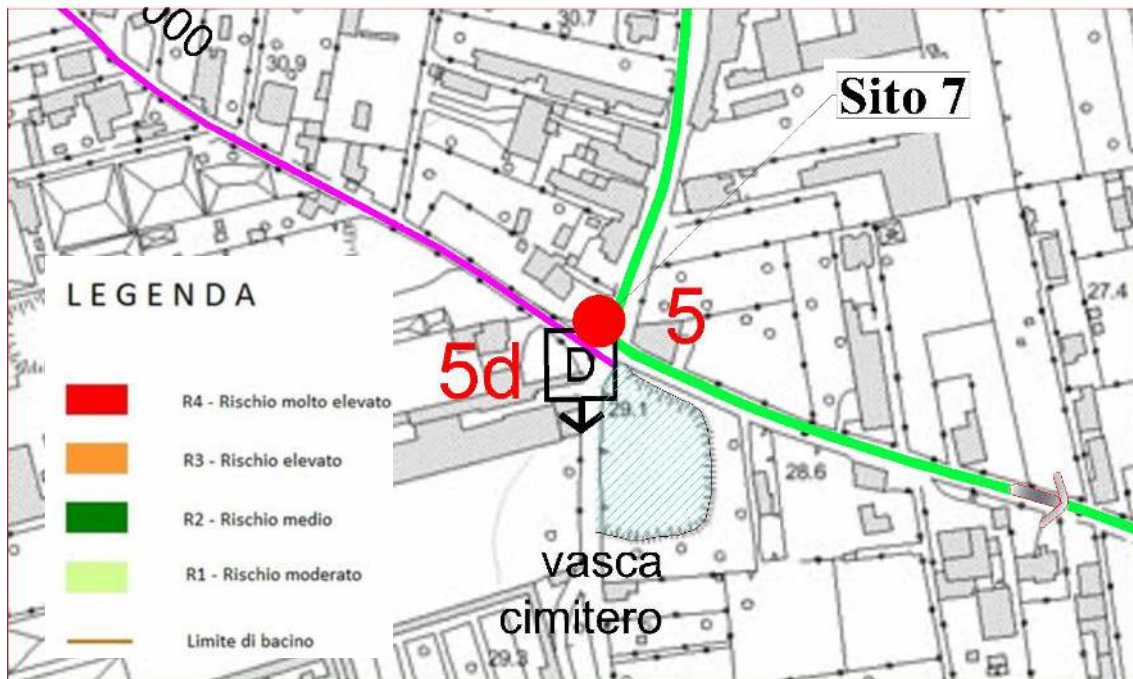 000
30.7
30.9
Sito 7
27.4
LEGENDA
5
5d
D
29.1
R4 - Rischio molto elevato
R3 - Rischio elevato
28.6
R2 - Rischio medio
vasca
cimitero
R1 - Rischio moderato
Limite di bacino
29.3